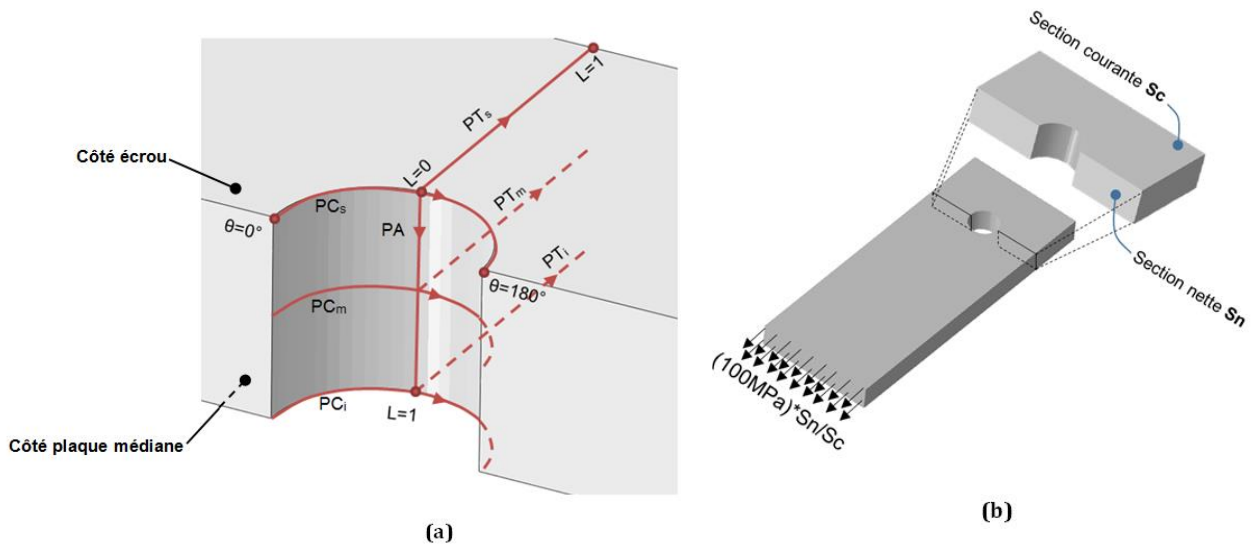 Côté écrou
Côté plaque médiane
L=1
PTs
L=0
PCs
θ=0°
PA
PTm
PTi
θ=180°
PCm
PCi
L=1
(a)
Section courante Sc
Section nette Sn
(100MPa)*Sn/Sc
(b)